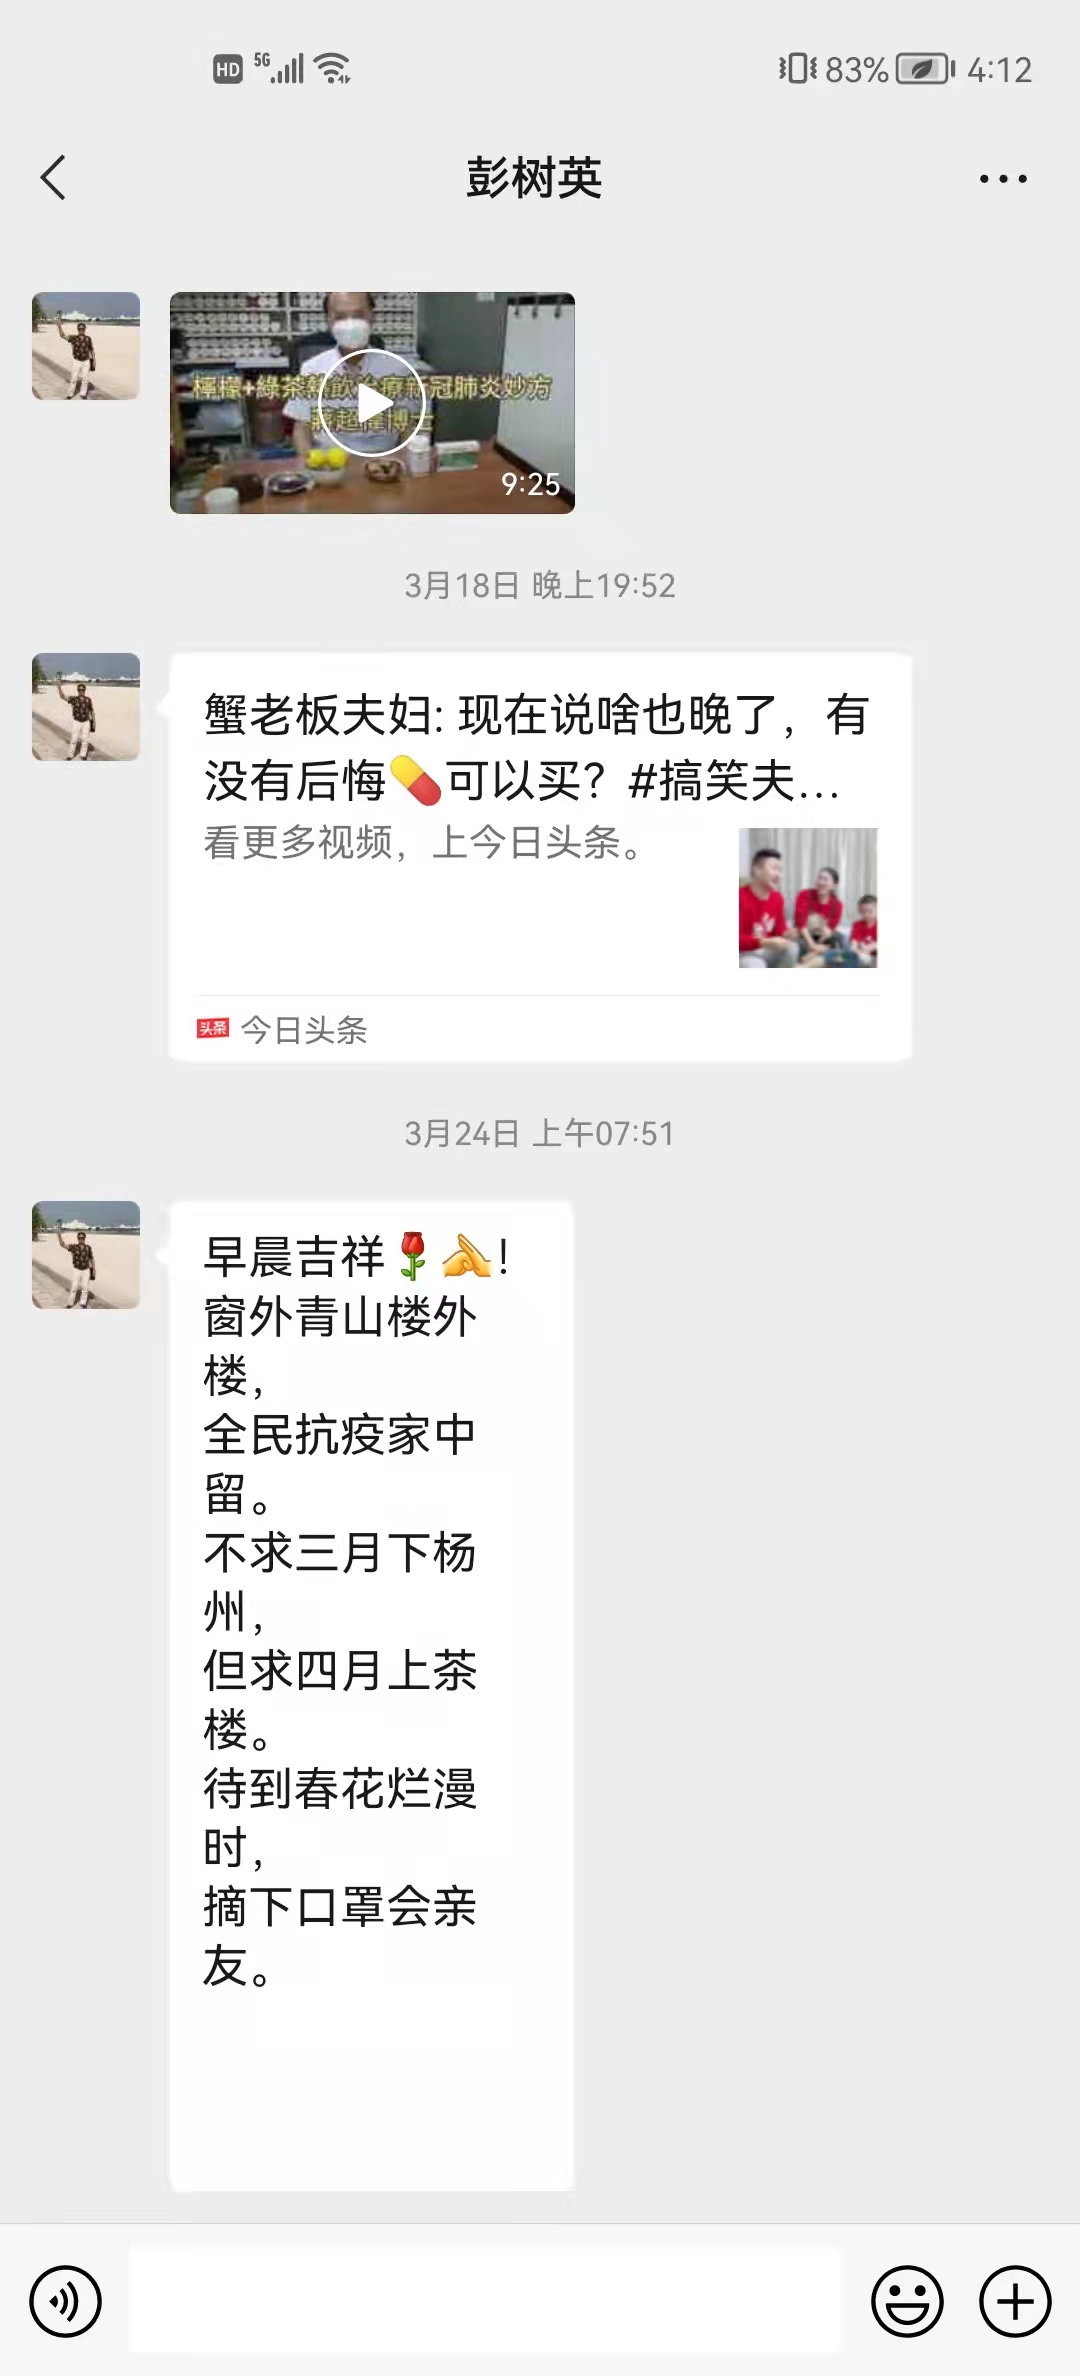 HD 5G 83% 4:12
彭树英
檸檬+綠茶熱飲治療新冠肺炎妙方
博士
9:25
3月18日 晚上19:52
蟹老板夫妇: 现在说啥也晚了，有
没有后悔💊可以买？#搞笑夫...
看更多视频，上今日头条。
头条 今日头条
3月24日 上午07:51
早晨吉祥🌹🙏!
窗外青山楼外
楼，
全民抗疫家中
留。
不求三月下杨
州，
但求四月上茶
楼。
待到春花烂漫
时，
摘下口罩会亲
友。